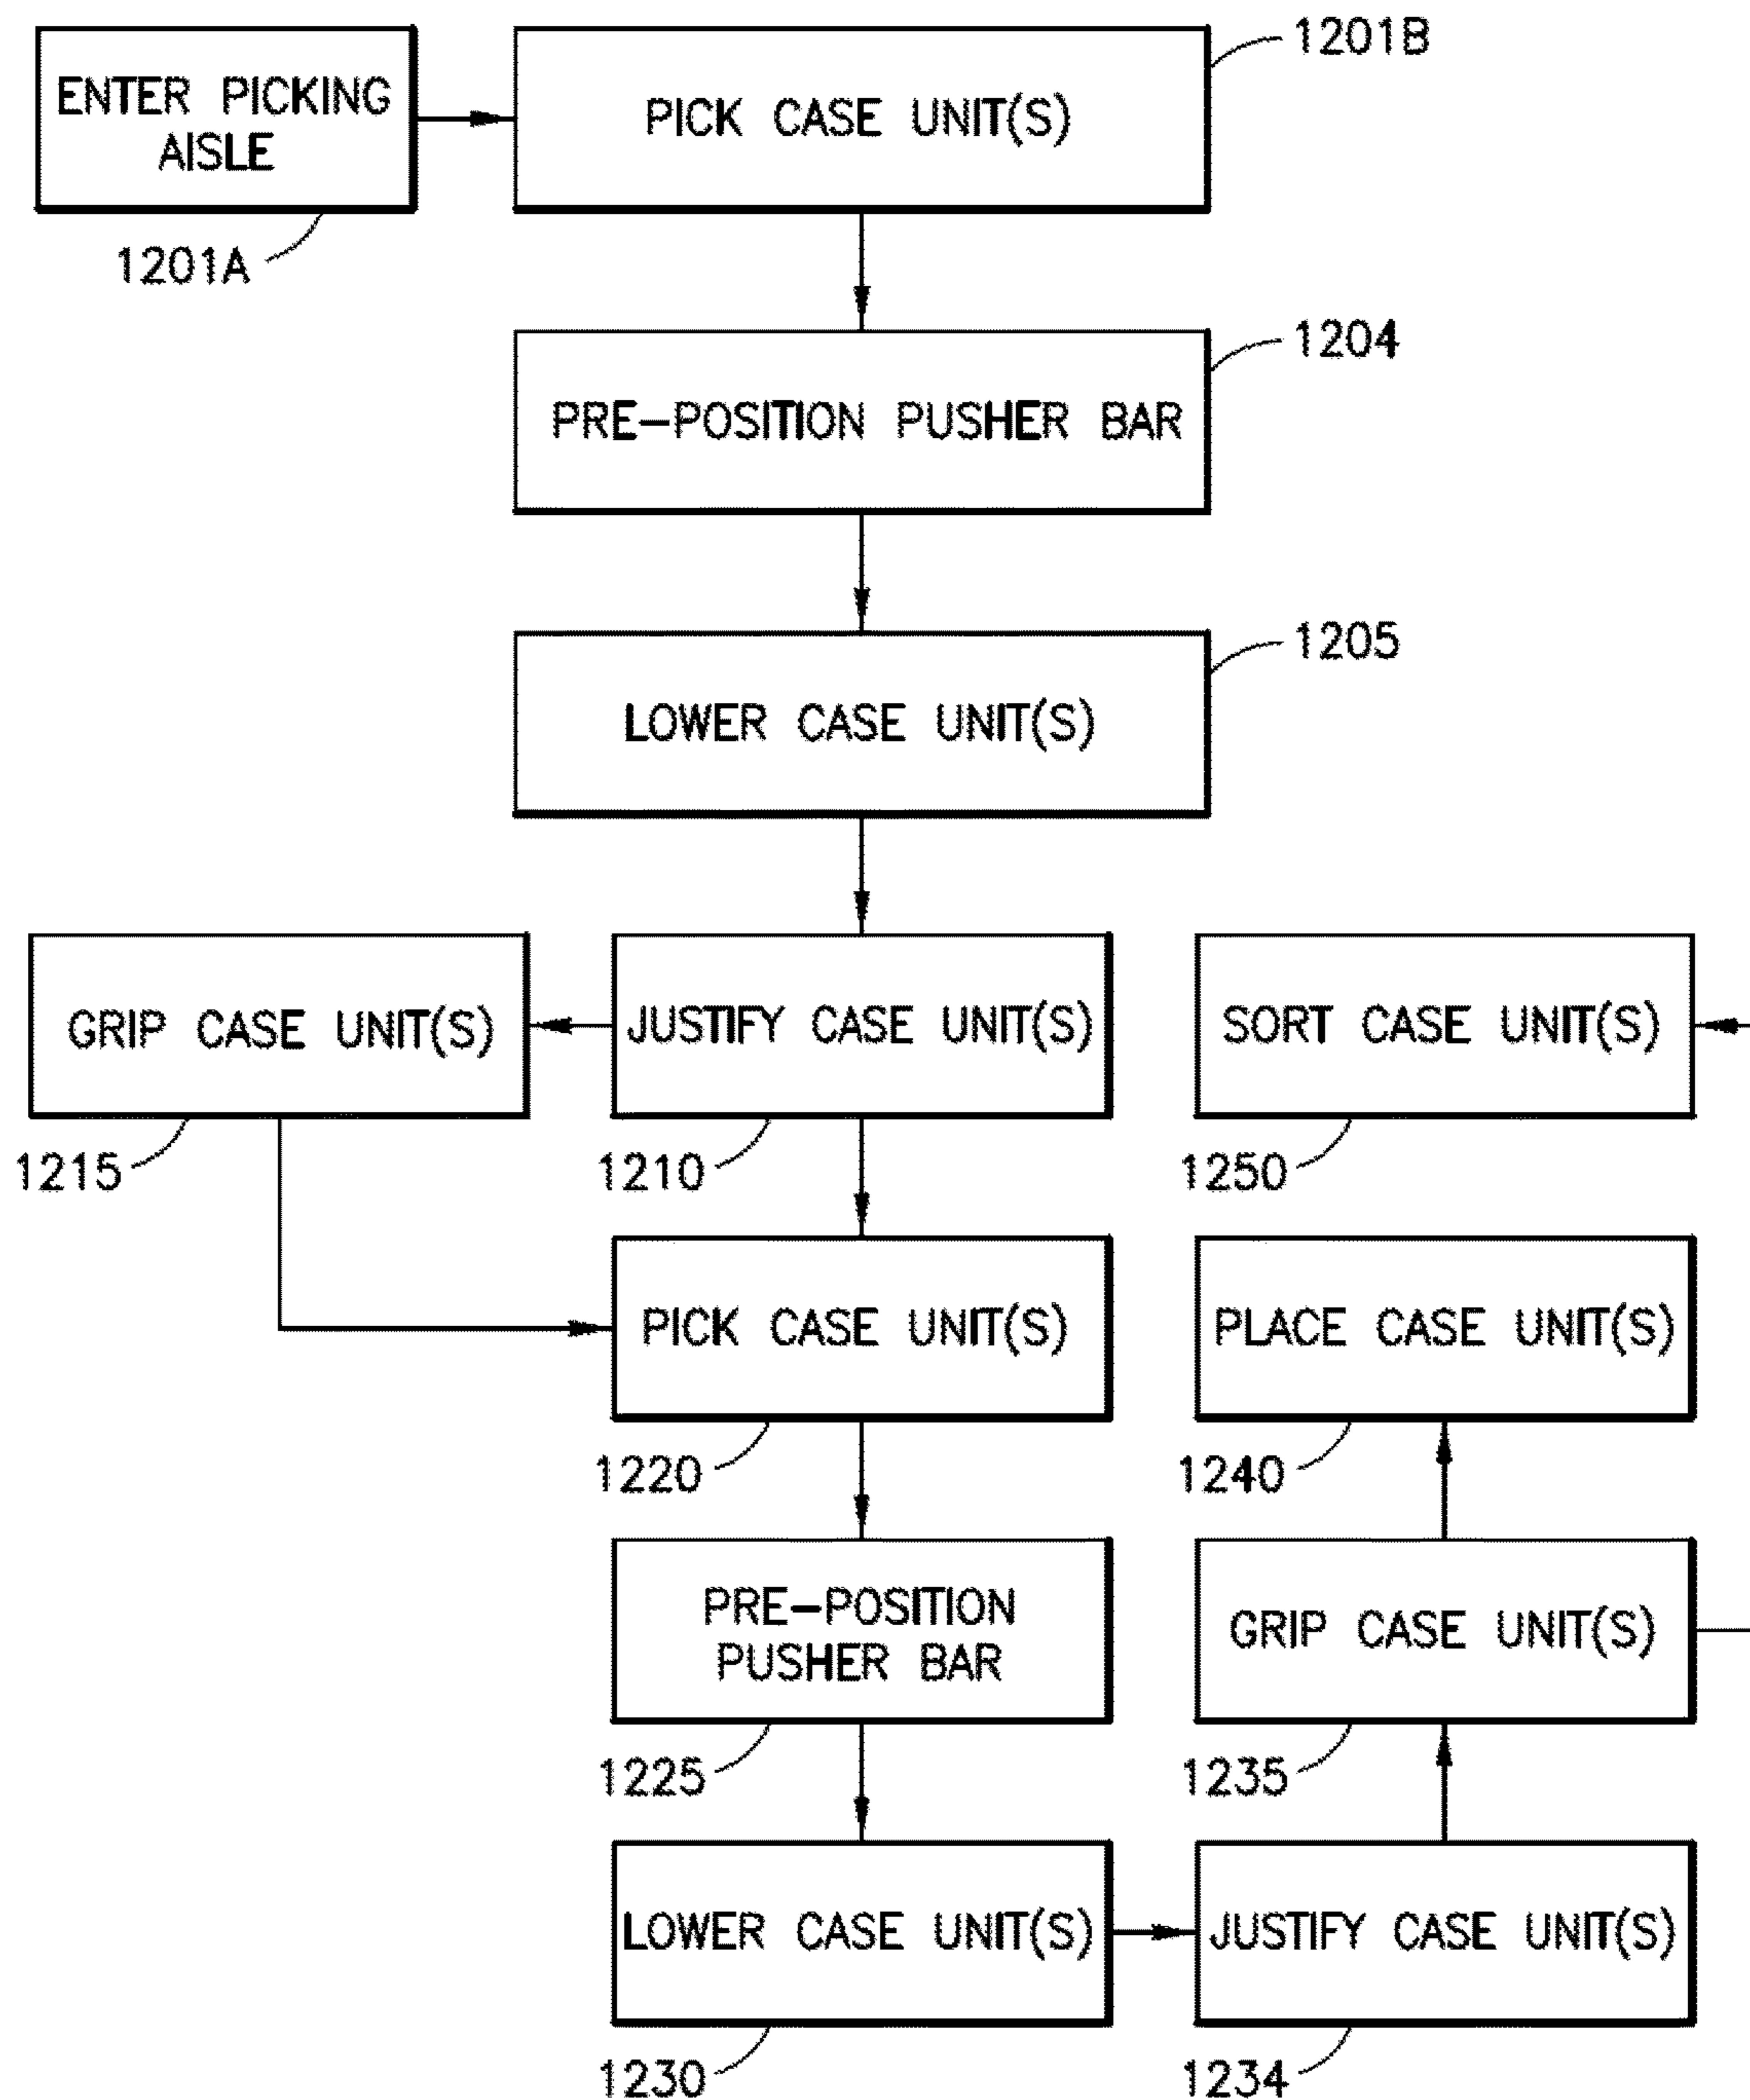 ENTER PICKING
AISLE
1201A
PICK CASE UNIT(S)
1201B
PRE-POSITION PUSHER BAR
1204
LOWER CASE UNIT(S)
1205
GRIP CASE UNIT(S)
1215
JUSTIFY CASE UNIT(S)
1210
SORT CASE UNIT(S)
1250
PICK CASE UNIT(S)
1220
PLACE CASE UNIT(S)
1240
PRE-POSITION
PUSHER BAR
1225
GRIP CASE UNIT(S)
1235
LOWER CASE UNIT(S)
1230
JUSTIFY CASE UNIT(S)
1234